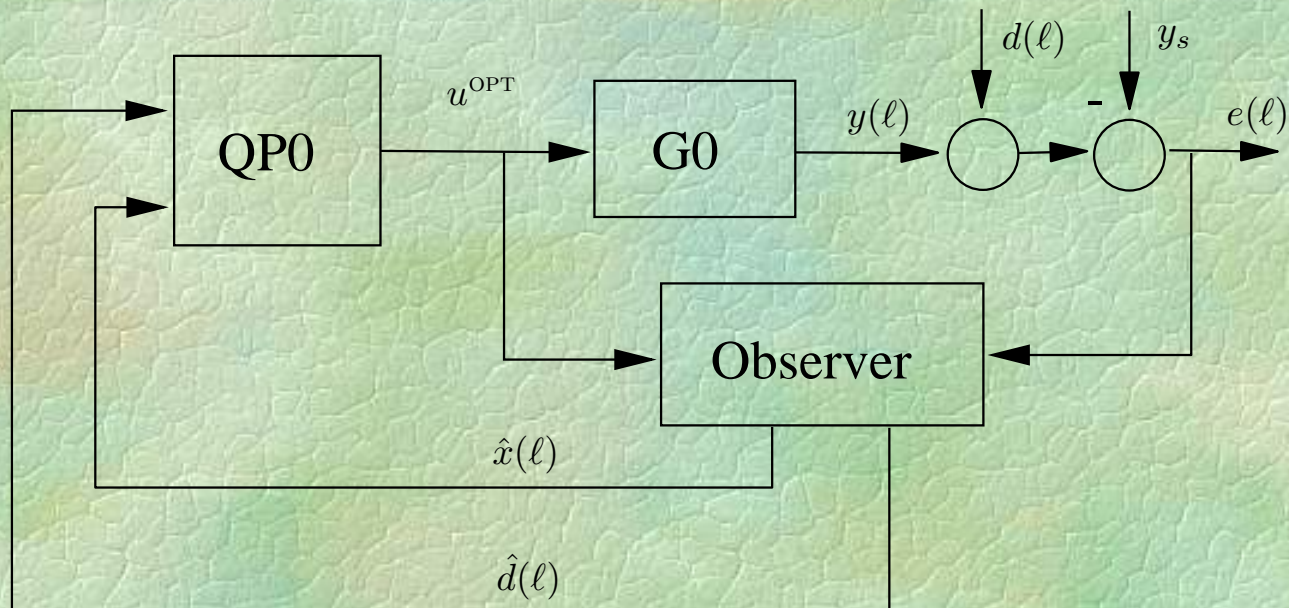 d(ℓ)
y_s
-
u^OPT
y(ℓ)
e(ℓ)
QP0
G0
Observer
x̂(ℓ)
d̂(ℓ)